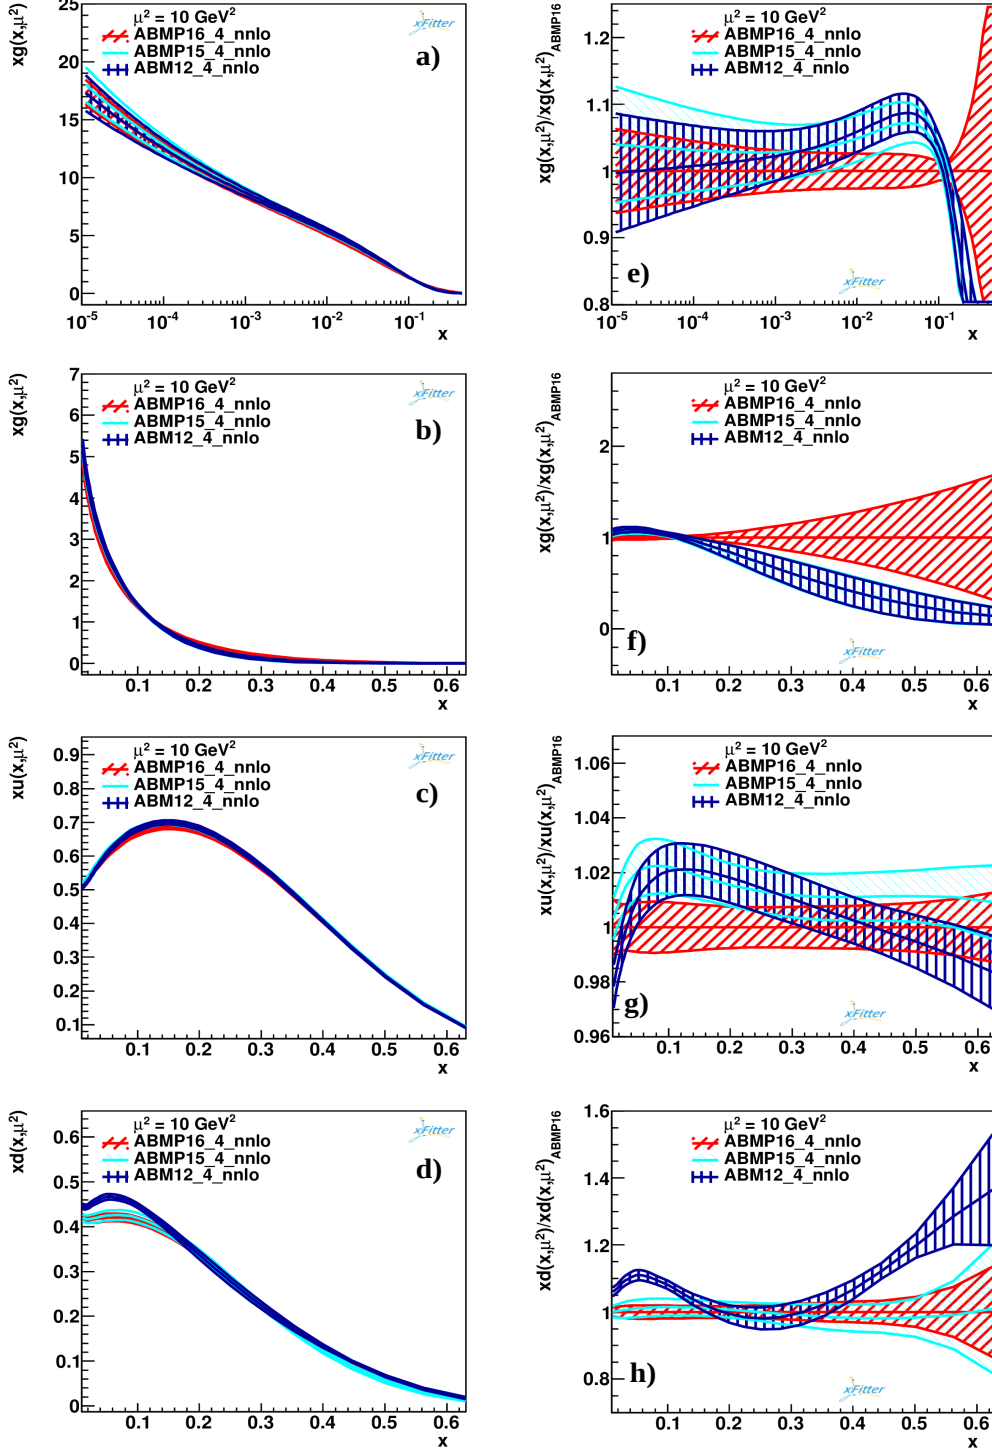 xg(x,μ²)
25
20
15
10
5
0
μ² = 10 GeV²
ABMP16_4_nnlo
ABMP15_4_nnlo
ABM12_4_nnlo
xFitter
a)
10⁻⁵ 10⁻⁴ 10⁻³ 10⁻² 10⁻¹
x
xg(x,μ²)/xg(x,μ²)ABMP16
1.2
1.1
1
0.9
0.8
μ² = 10 GeV²
ABMP16_4_nnlo
ABMP15_4_nnlo
ABM12_4_nnlo
e)
xFitter
10⁻⁵ 10⁻⁴ 10⁻³ 10⁻² 10⁻¹
x
xg(x,μ²)
7
6
5
4
3
2
1
0
μ² = 10 GeV²
ABMP16_4_nnlo
ABMP15_4_nnlo
ABM12_4_nnlo
xFitter
b)
0.1 0.2 0.3 0.4 0.5 0.6
x
xg(x,μ²)/xg(x,μ²)ABMP16
2
1
0
μ² = 10 GeV²
ABMP16_4_nnlo
ABMP15_4_nnlo
ABM12_4_nnlo
f)
xFitter
0.1 0.2 0.3 0.4 0.5 0.6
x
xu(x,μ²)
0.9
0.8
0.7
0.6
0.5
0.4
0.3
0.2
0.1
μ² = 10 GeV²
ABMP16_4_nnlo
ABMP15_4_nnlo
ABM12_4_nnlo
xFitter
c)
0.1 0.2 0.3 0.4 0.5 0.6
x
xu(x,μ²)/xu(x,μ²)ABMP16
1.06
1.04
1.02
1
0.98
0.96
μ² = 10 GeV²
ABMP16_4_nnlo
ABMP15_4_nnlo
ABM12_4_nnlo
g)
xFitter
0.1 0.2 0.3 0.4 0.5 0.6
x
xd(x,μ²)
0.6
0.5
0.4
0.3
0.2
0.1
0
μ² = 10 GeV²
ABMP16_4_nnlo
ABMP15_4_nnlo
ABM12_4_nnlo
xFitter
d)
0.1 0.2 0.3 0.4 0.5 0.6
x
xd(x,μ²)/xd(x,μ²)ABMP16
1.6
1.4
1.2
1
0.8
μ² = 10 GeV²
ABMP16_4_nnlo
ABMP15_4_nnlo
ABM12_4_nnlo
h)
xFitter
0.1 0.2 0.3 0.4 0.5 0.6
x